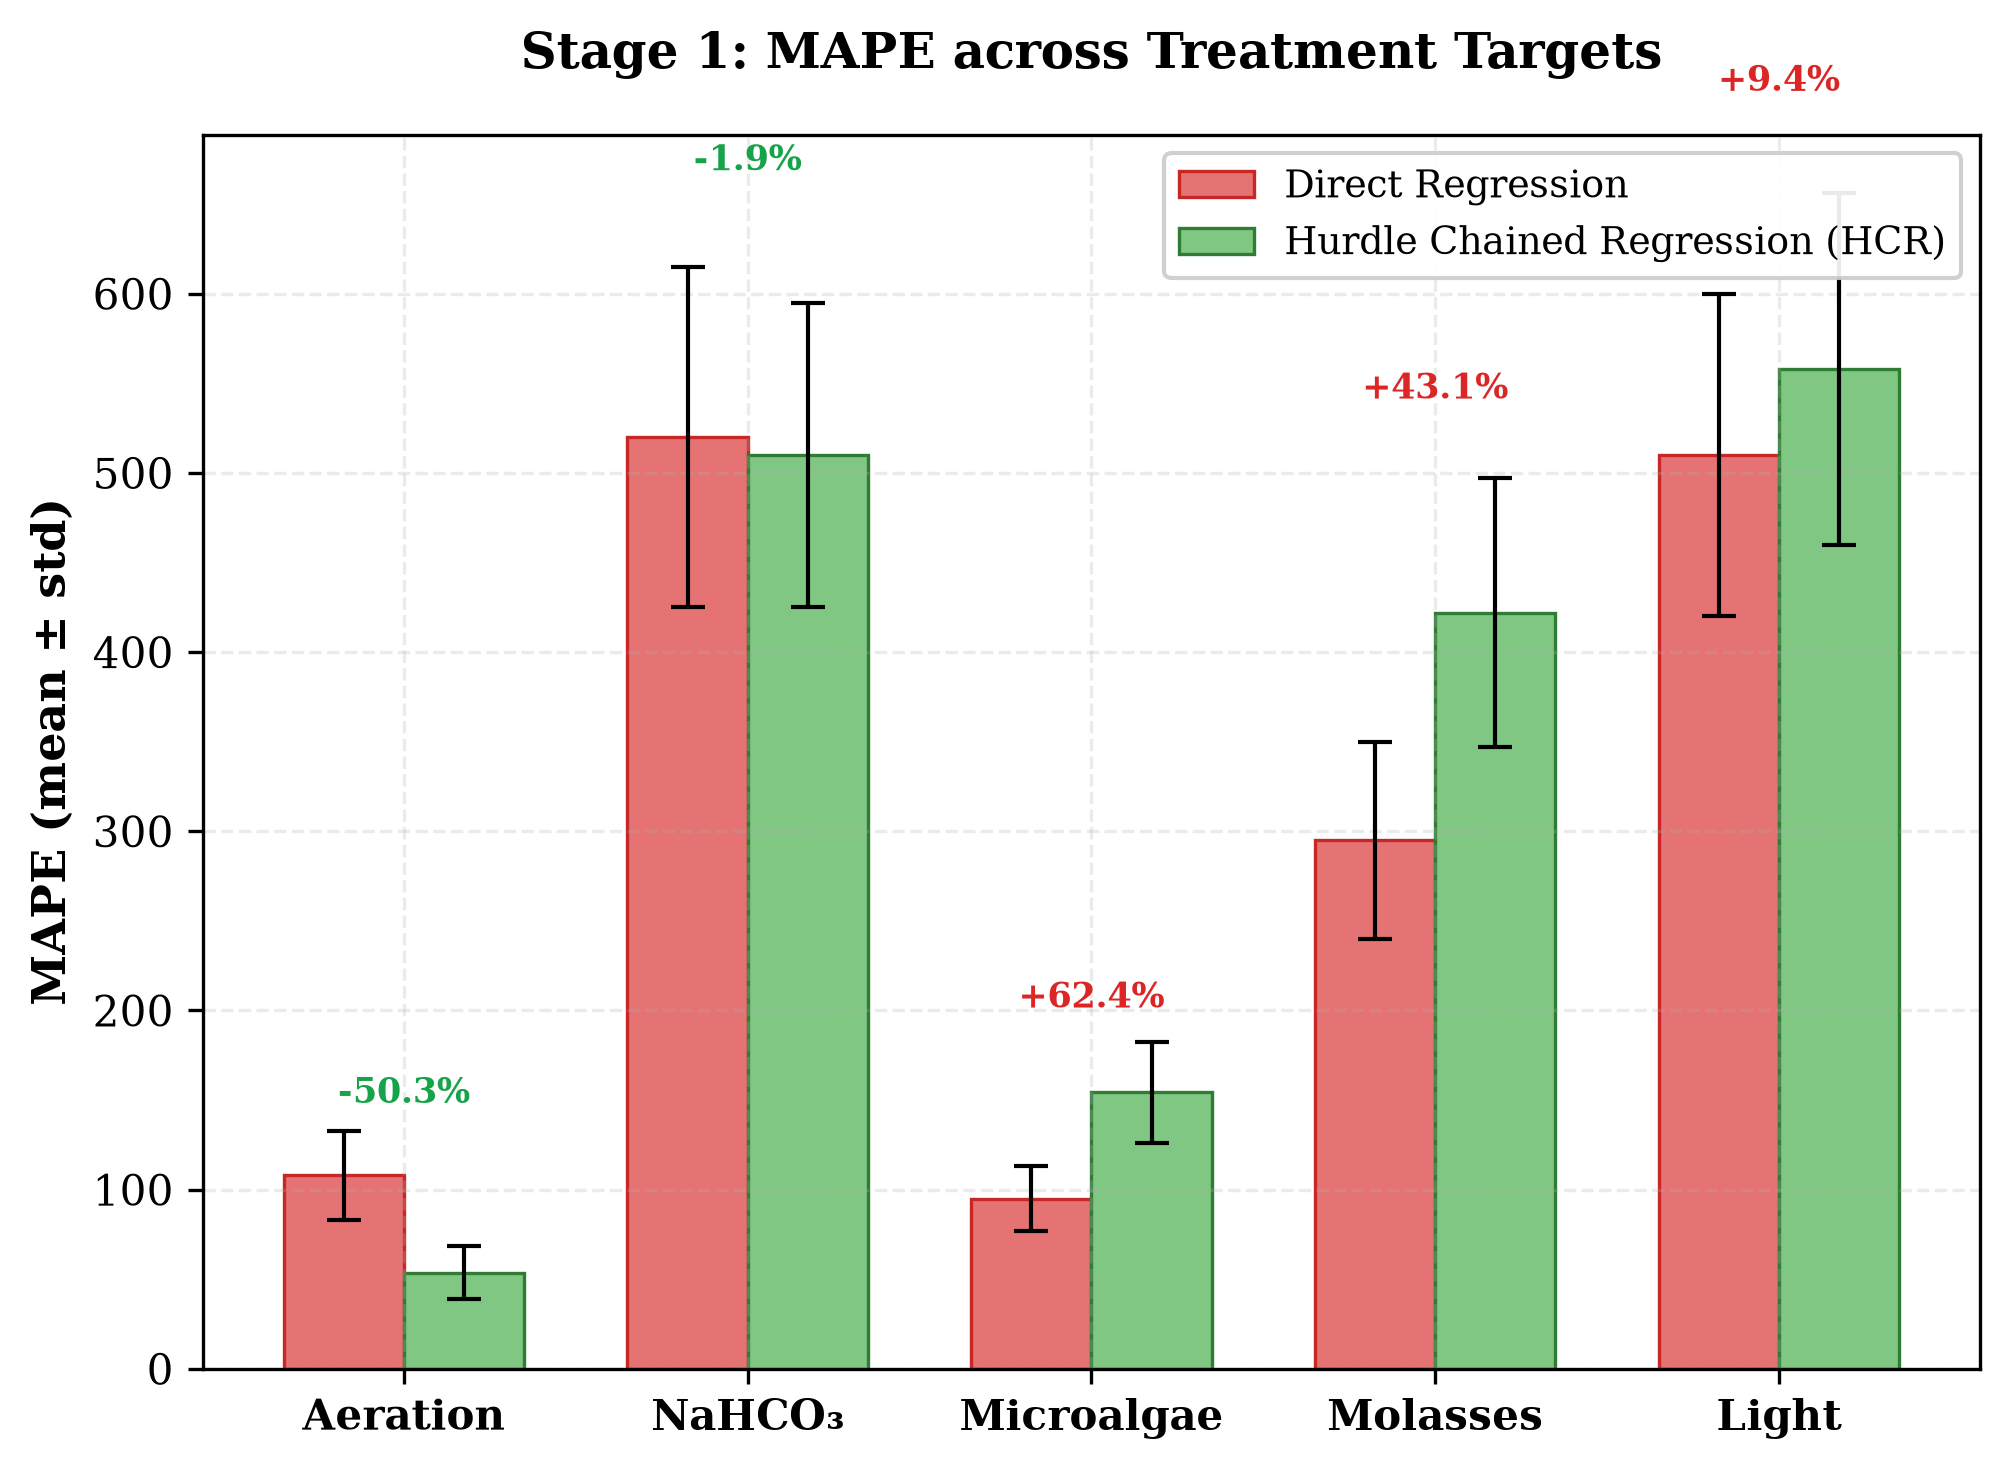 Stage 1: MAPE across Treatment Targets
+9.4%
-1.9%
Direct Regression
Hurdle Chained Regression (HCR)
+43.1%
+62.4%
-50.3%
MAPE (mean ± std)
600
500
400
300
200
100
0
Aeration
NaHCO₃
Microalgae
Molasses
Light